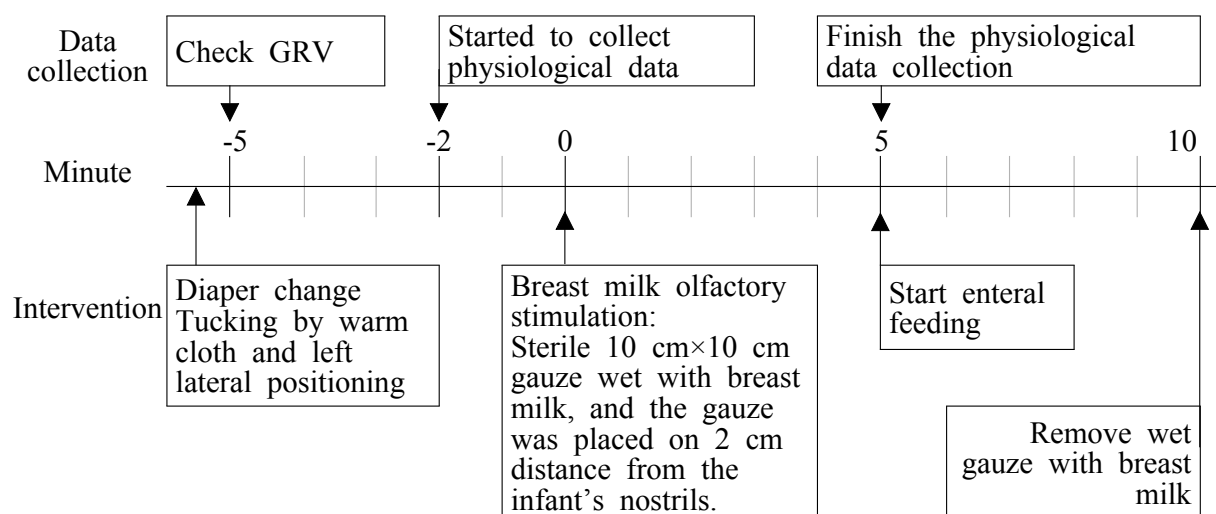 Data
collection
Check GRV
Started to collect
physiological data
Finish the physiological
data collection
Minute
-5
-2
0
5
10
Intervention
Diaper change
Tucking by warm
cloth and left
lateral positioning
Breast milk olfactory
stimulation:
Sterile 10 cm×10 cm
gauze wet with breast
milk, and the gauze
was placed on 2 cm
distance from the
infant's nostrils.
Start enteral
feeding
Remove wet
gauze with breast
milk